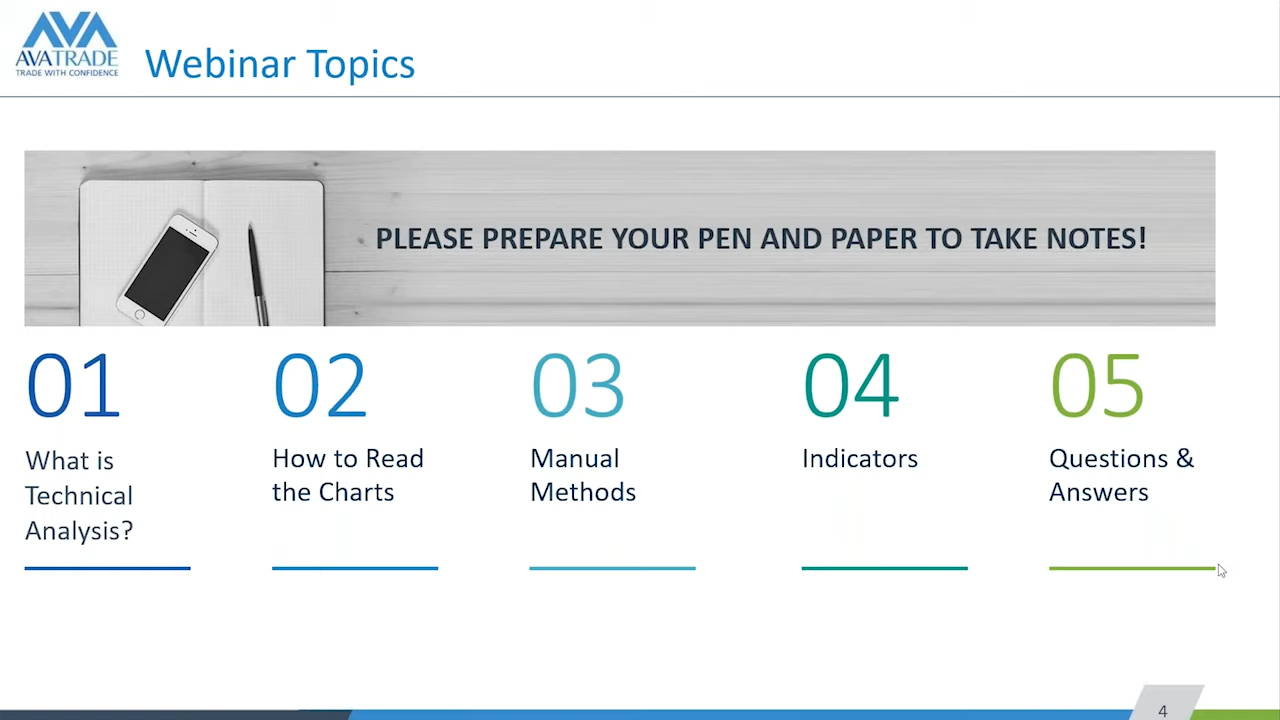 AVATRADE
TRADE WITH CONFIDENCE
Webinar Topics
PLEASE PREPARE YOUR PEN AND PAPER TO TAKE NOTES!
01
What is
Technical
Analysis?
02
How to Read
the Charts
03
Manual
Methods
04
Indicators
05
Questions &
Answers
4